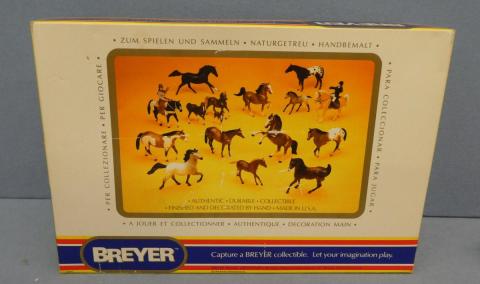 • ZUM SPIELEN UND SAMMELN • NATURGETREU • HANDBEMALT •
PER COLLEZIONARE • PER GIOCARE
PARA COLECCIONAR • PARA JUGAR
• AUTHENTIC • DURABLE • COLLECTIBLE
• FINISHED AND DECORATED BY HAND • MADE IN U.S.A.
A JOUER ET COLLECTIONNER • AUTHENTIQUE • DECORATION MAIN •
BREYER
Capture a BREYER collectible. Let your imagination play.